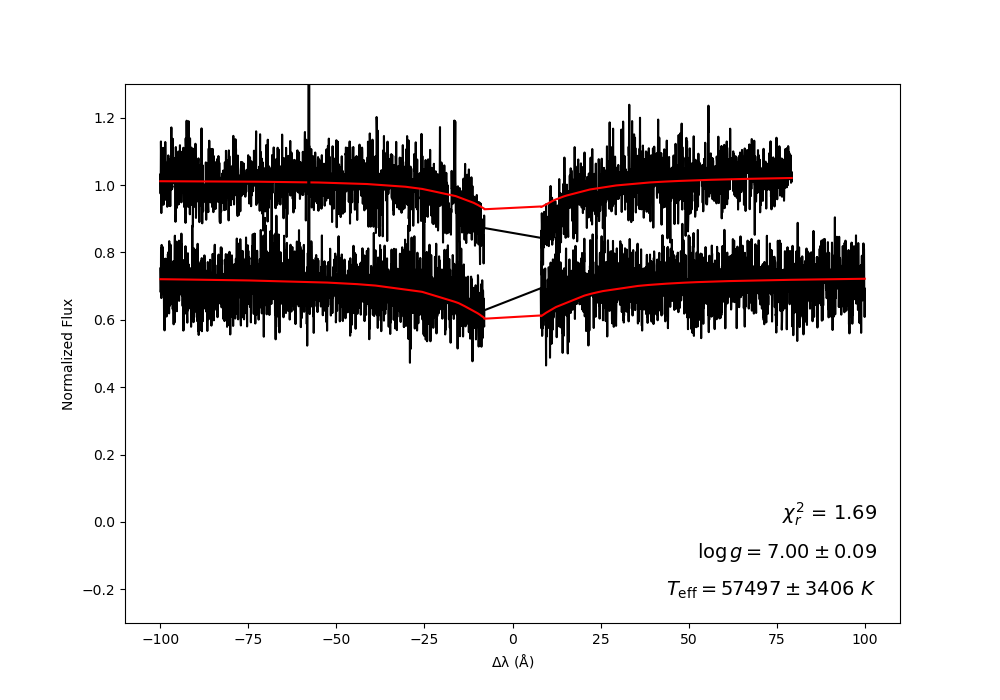 1.2
1.0
0.8
0.6
0.4
0.2
0.0
−0.2
Normalized Flux
χ²ᵣ = 1.69
log g = 7.00 ± 0.09
T_eff = 57497 ± 3406 K
−100 −75 −50 −25 0 25 50 75 100
Δλ (Å)